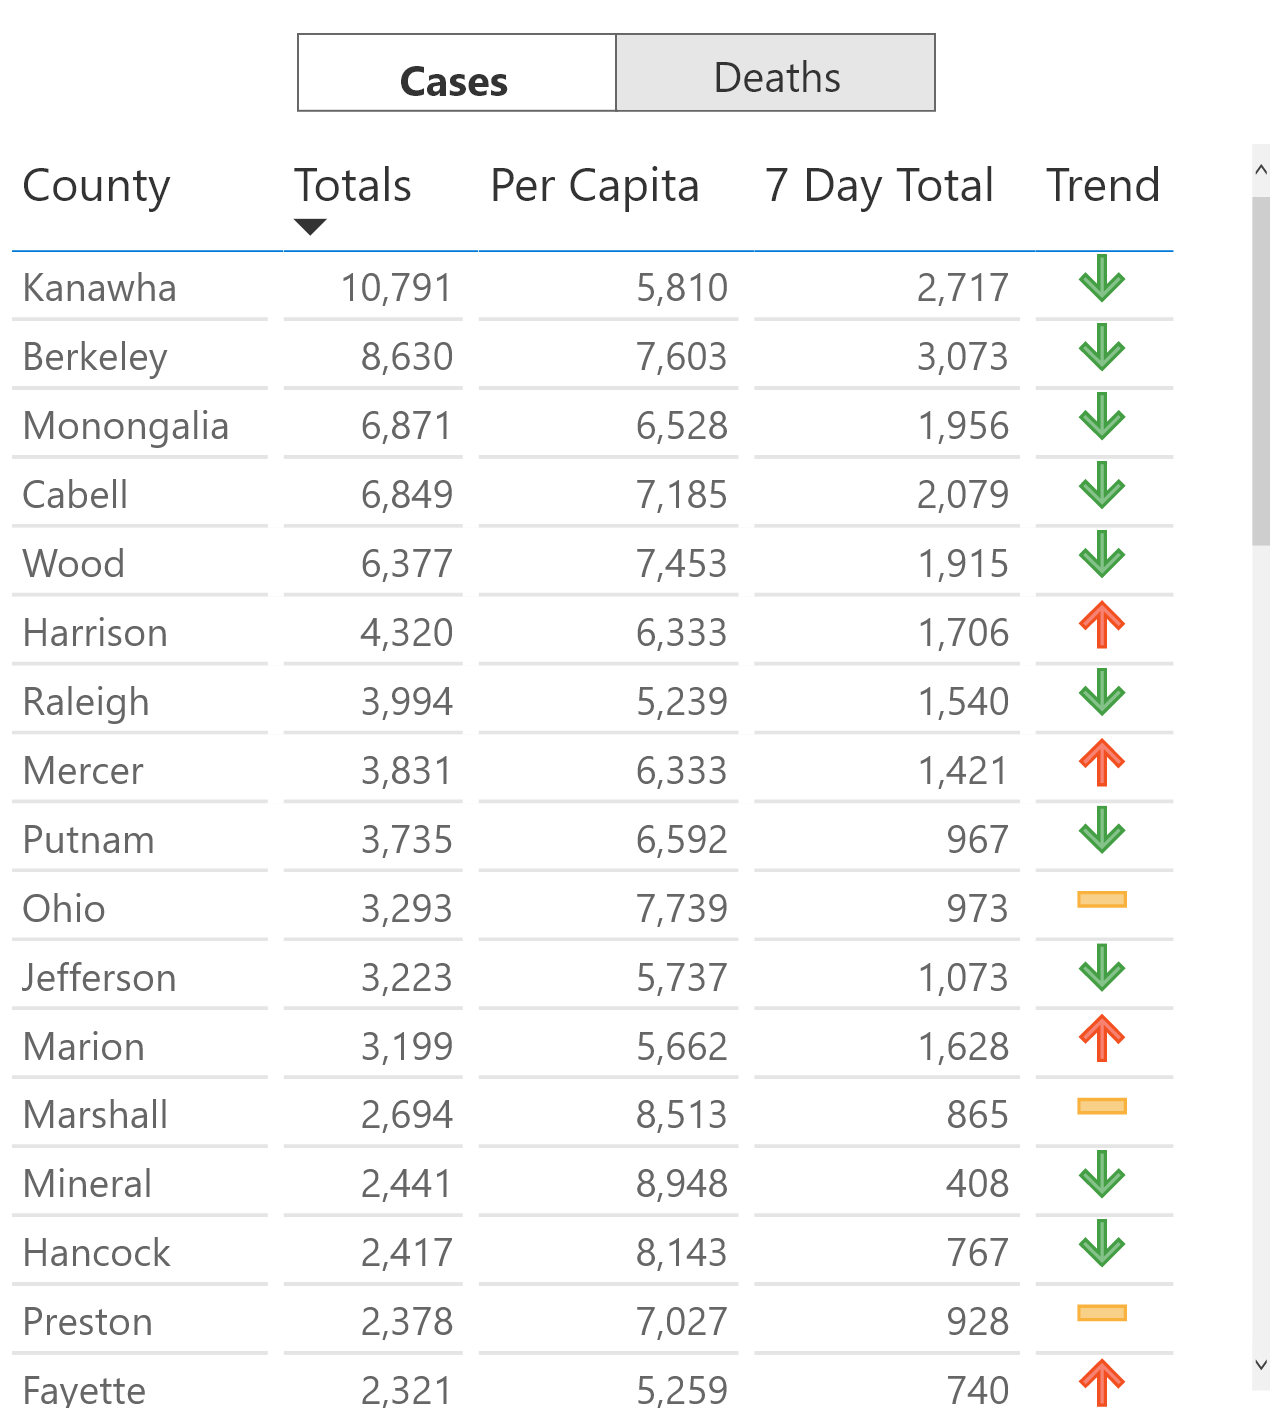 Cases Deaths
County Totals Per Capita 7 Day Total Trend
Kanawha 10,791 5,810 2,717
Berkeley 8,630 7,603 3,073
Monongalia 6,871 6,528 1,956
Cabell 6,849 7,185 2,079
Wood 6,377 7,453 1,915
Harrison 4,320 6,333 1,706
Raleigh 3,994 5,239 1,540
Mercer 3,831 6,333 1,421
Putnam 3,735 6,592 967
Ohio 3,293 7,739 973
Jefferson 3,223 5,737 1,073
Marion 3,199 5,662 1,628
Marshall 2,694 8,513 865
Mineral 2,441 8,948 408
Hancock 2,417 8,143 767
Preston 2,378 7,027 928
Fayette 2,321 5,259 740